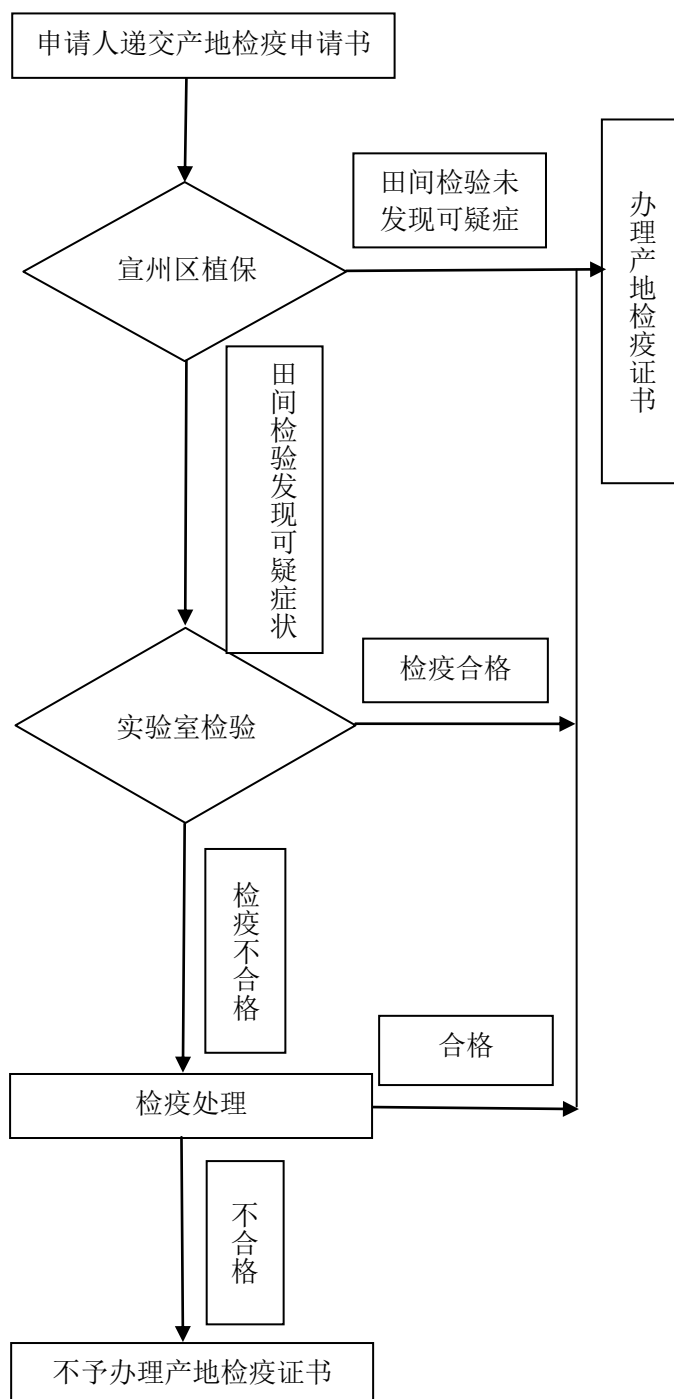 申请人递交产地检疫申请书
田间检验未
发现可疑症
办理产地检疫证书
宣州区植保
田间检验发现可疑症状
检疫合格
实验室检验
检疫不合格
合格
检疫处理
不合格
不予办理产地检疫证书